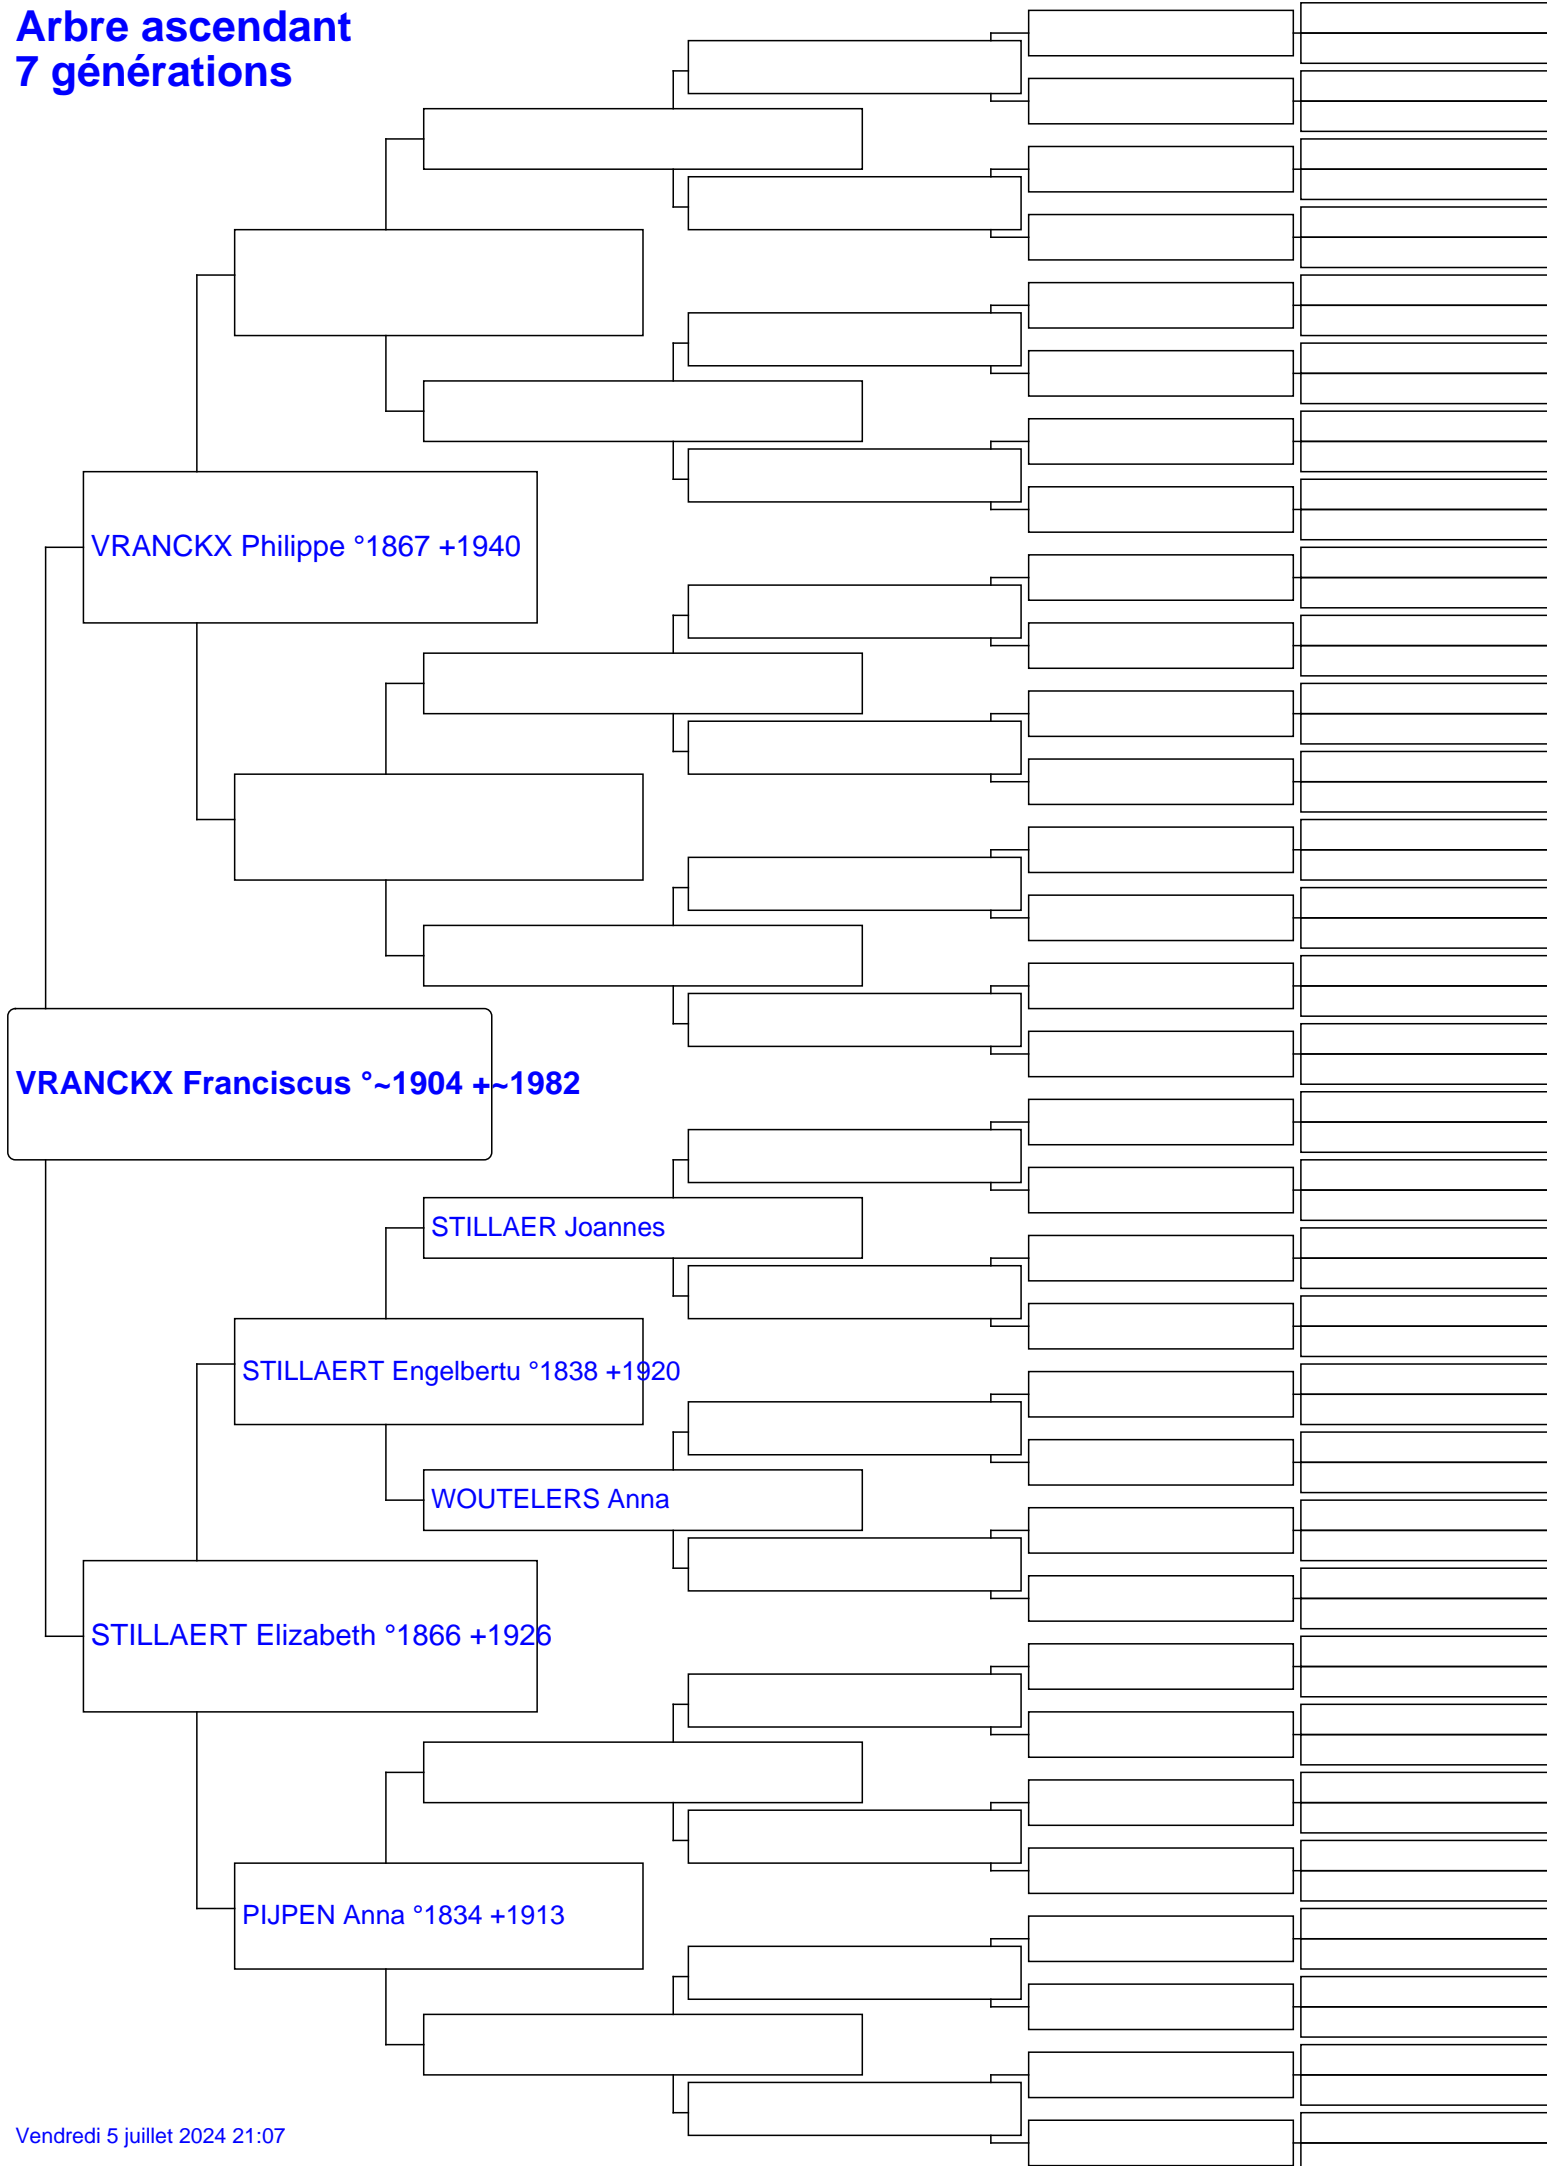 Arbre ascendant
7 générations
VRANCKX Philippe °1867 +1940
VRANCKX Franciscus °~1904 +~1982
STILLAER Joannes
STILLAERT Engelbertu °1838 +1920
WOUTELERS Anna
STILLAERT Elizabeth °1866 +1926
PIJPEN Anna °1834 +1913
Vendredi 5 juillet 2024 21:07